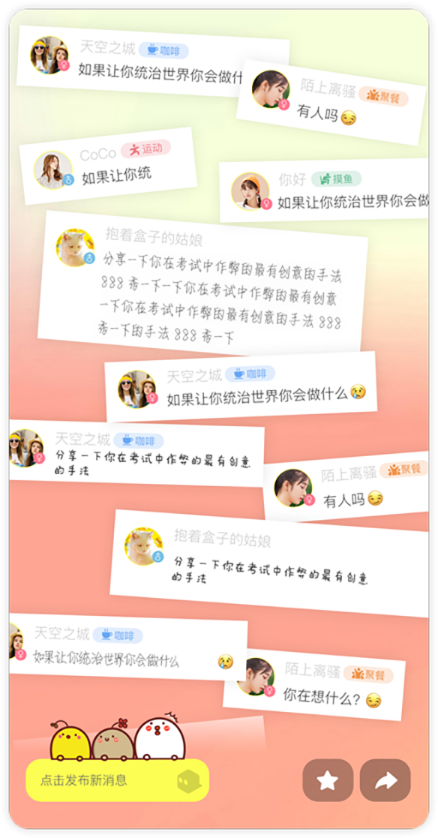 天空之城 咖啡
如果让你统治世界你会做什
陌上离骚 聚餐
有人吗
CoCo 运动
如果让你统
你好 摸鱼
如果让你统治世界你会做
抱着盒子的姑娘
分享一下你在考试中作弊的最有创意的手法
888 香一下一下你在考试中作弊的最有创意
一下你在考试中作弊的最有创意的手法 888
香一下的手法 888 香一下
天空之城 咖啡
如果让你统治世界你会做什么
天空之城 咖啡
分享一下你在考试中作弊的最有创意
的手法
陌上离骚 聚餐
有人吗
抱着盒子的姑娘
分享一下你在考试中作弊的最有创意
的手法
天空之城 咖啡
如果让你统治世界你会做什么
陌上离骚 聚餐
你在想什么？
点击发布新消息